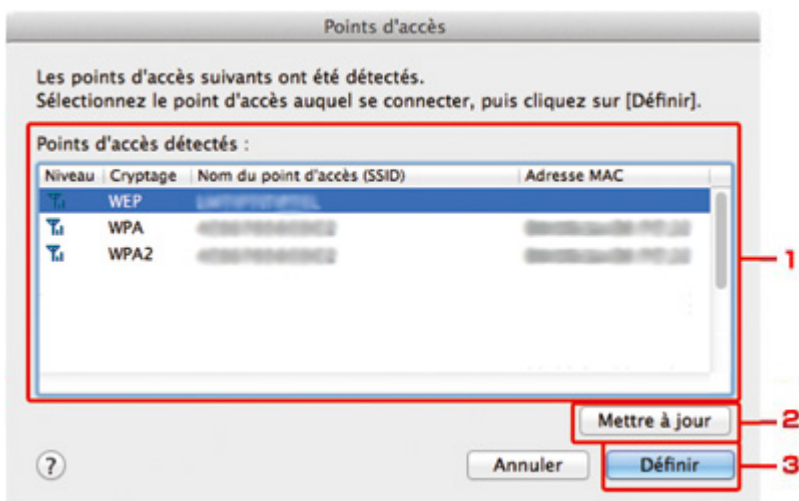 Points d'accès
Les points d'accès suivants ont été détectés.
Sélectionnez le point d'accès auquel se connecter, puis cliquez sur [Définir].
Points d'accès détectés :
Niveau Cryptage Nom du point d'accès (SSID) Adresse MAC
WEP
WPA
WPA2
1
Mettre à jour 2
? Annuler Définir 3